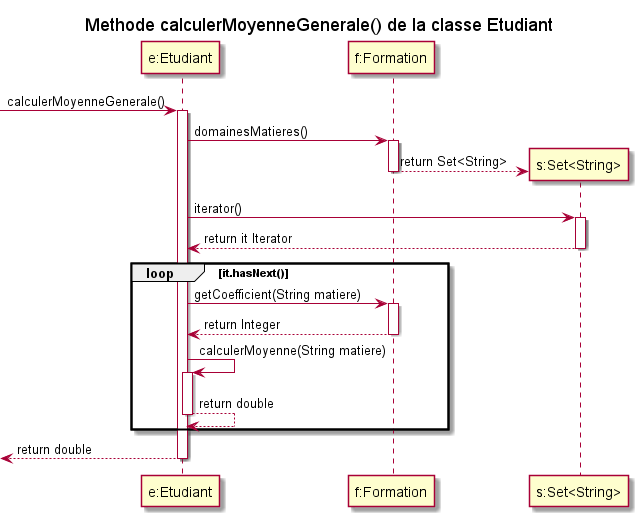 Methode calculerMoyenneGenerale() de la classe Etudiant
e:Etudiant
f:Formation
calculerMoyenneGenerale()
domainesMatieres()
return Set<String>
s:Set<String>
iterator()
return it Iterator
loop
[it.hasNext()]
getCoefficient(String matiere)
return Integer
calculerMoyenne(String matiere)
return double
return double
e:Etudiant
f:Formation
s:Set<String>